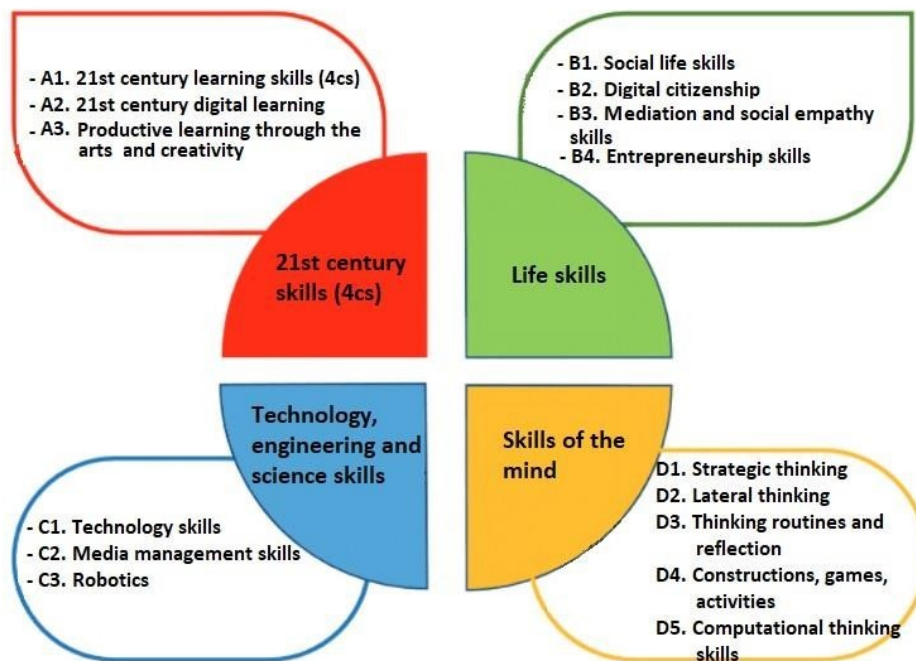 - A1. 21st century learning skills (4cs)
- A2. 21st century digital learning
- A3. Productive learning through the
arts and creativity
- B1. Social life skills
- B2. Digital citizenship
- B3. Mediation and social empathy
skills
- B4. Entrepreneurship skills
21st century
skills (4cs)
Life skills
Technology,
engineering and
science skills
Skills of the
mind
- C1. Technology skills
- C2. Media management skills
- C3. Robotics
D1. Strategic thinking
D2. Lateral thinking
D3. Thinking routines and
reflection
D4. Constructions, games,
activities
D5. Computational thinking
skills